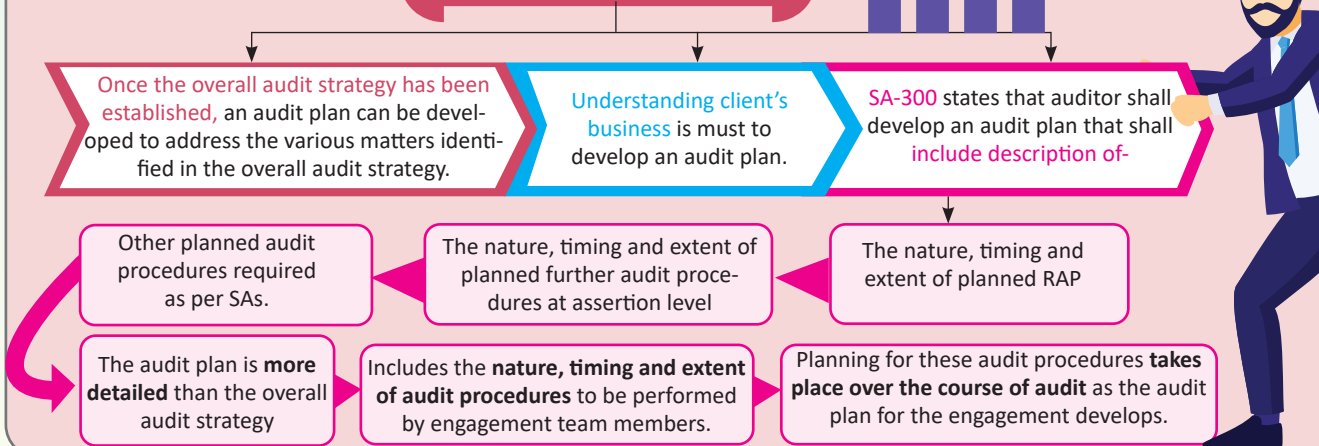 Once the overall audit strategy has been
established, an audit plan can be devel-
oped to address the various matters identi-
fied in the overall audit strategy.
Understanding client's
business is must to
develop an audit plan.
SA-300 states that auditor shall
develop an audit plan that shall
include description of-
The nature, timing and
extent of planned RAP
The nature, timing and extent of
planned further audit proce-
dures at assertion level
Other planned audit
procedures required
as per SAs.
The audit plan is more
detailed than the overall
audit strategy
Includes the nature, timing and extent
of audit procedures to be performed
by engagement team members.
Planning for these audit procedures takes
place over the course of audit as the audit
plan for the engagement develops.